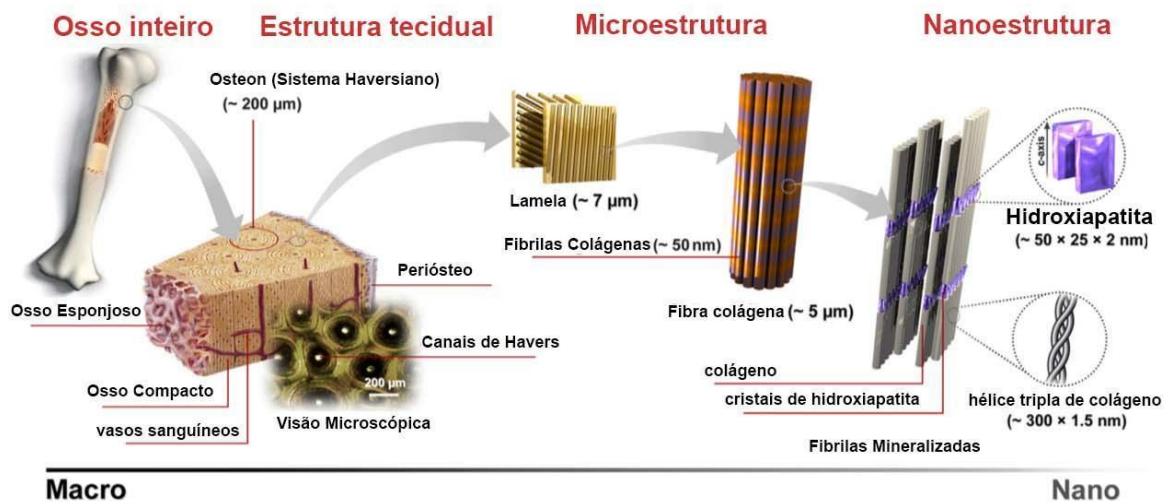 Osso inteiro
Estrutura tecidual
Microestrutura
Nanoestrutura
Osteon (Sistema Haversiano)
(~ 200 µm)
Lamela (~ 7 µm)
Fibrilas Colágenas (~ 50 nm)
Fibra colágena (~ 5 µm)
c-axis
Hidroxiapatita
(~ 50 × 25 × 2 nm)
Periósteo
Osso Esponjoso
Canais de Havers
200 µm
Osso Compacto
vasos sanguíneos
Visão Microscópica
colágeno
cristais de hidroxiapatita
hélice tripla de colágeno
(~ 300 × 1.5 nm)
Fibrilas Mineralizadas
Macro
Nano